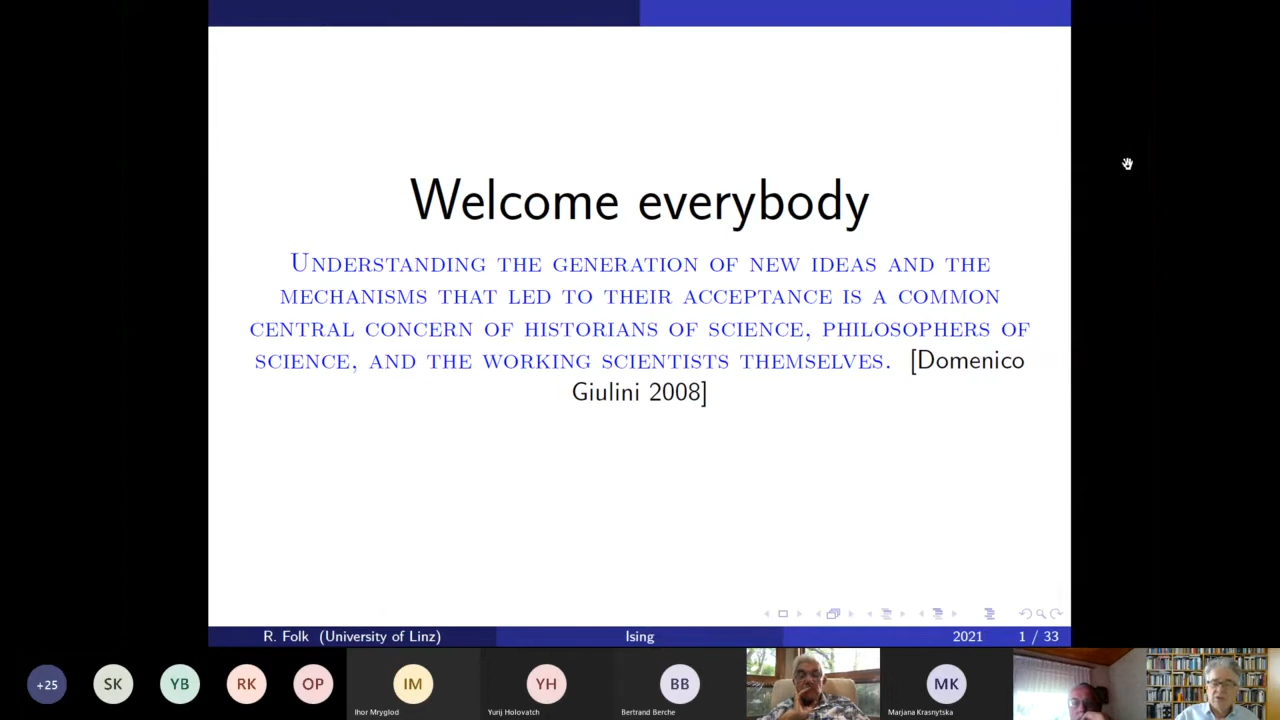 Welcome everybody
Understanding the generation of new ideas and the
mechanisms that led to their acceptance is a common
central concern of historians of science, philosophers of
science, and the working scientists themselves. [Domenico
Giulini 2008]
R. Folk (University of Linz) Ising 2021 1 / 33
+25 SK YB RK OP IM YH BB MK
Ihor Mryglod Yurij Holovatch Bertrand Berche Marjana Krasnytska